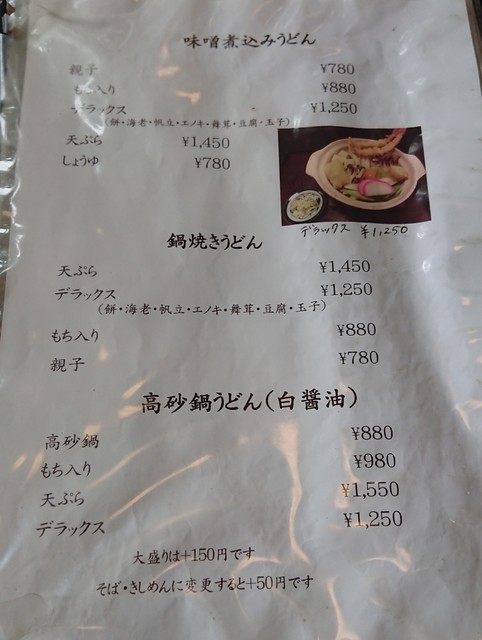 味噌煮込みうどん
親子 ¥780
もち入り ¥880
デラックス ¥1,250
(餅・海老・帆立・エノキ・舞茸・豆腐・玉子)
天ぷら ¥1,450
しょうゆ ¥780
デラックス ¥1,250
鍋焼きうどん
天ぷら ¥1,450
デラックス ¥1,250
(餅・海老・帆立・エノキ・舞茸・豆腐・玉子)
もち入り ¥880
親子 ¥780
高砂鍋うどん(白醤油)
高砂鍋 ¥880
もち入り ¥980
天ぷら ¥1,550
デラックス ¥1,250
大盛りは+150円です
そば・きしめんに変更すると+50円です